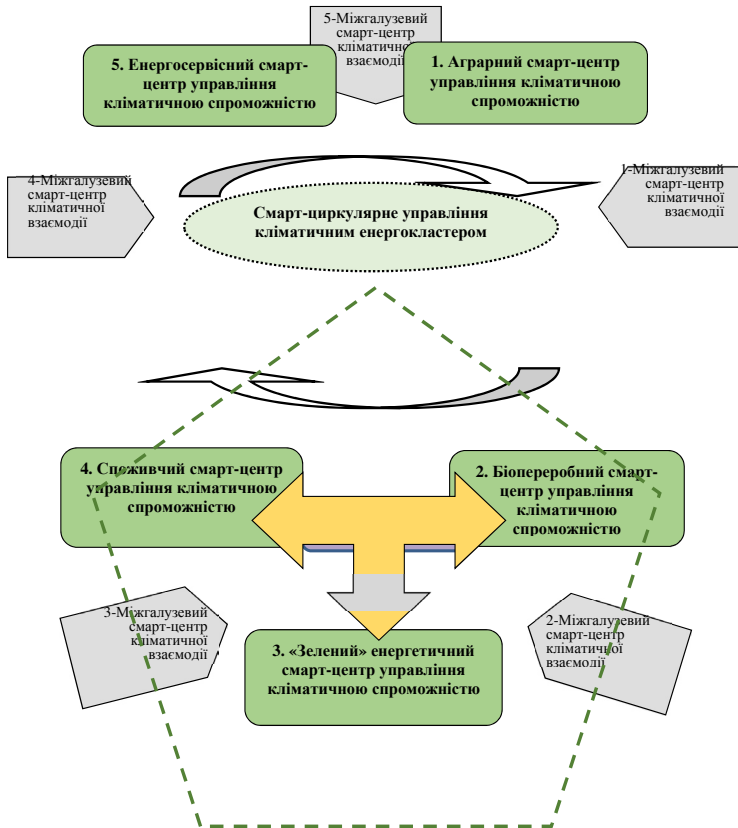 5-Міжгалузевий
смарт-центр
кліматичної
взаємодії
5. Енергосервісний смарт-
центр управління
кліматичною спроможністю
1. Аграрний смарт-центр
управління кліматичною
спроможністю
4-Міжгалузевий
смарт-центр
кліматичної
взаємодії
1-Міжгалузевий
смарт-центр
кліматичної
взаємодії
Смарт-циркулярне управління
кліматичним енергокластером
4. Споживчий смарт-центр
управління кліматичною
спроможністю
2. Біопереробний смарт-
центр управління
кліматичною
спроможністю
3-Міжгалузевий
смарт-центр
кліматичної
взаємодії
2-Міжгалузевий
смарт-центр
кліматичної
взаємодії
3. «Зелений» енергетичний
смарт-центр управління
кліматичною спроможністю